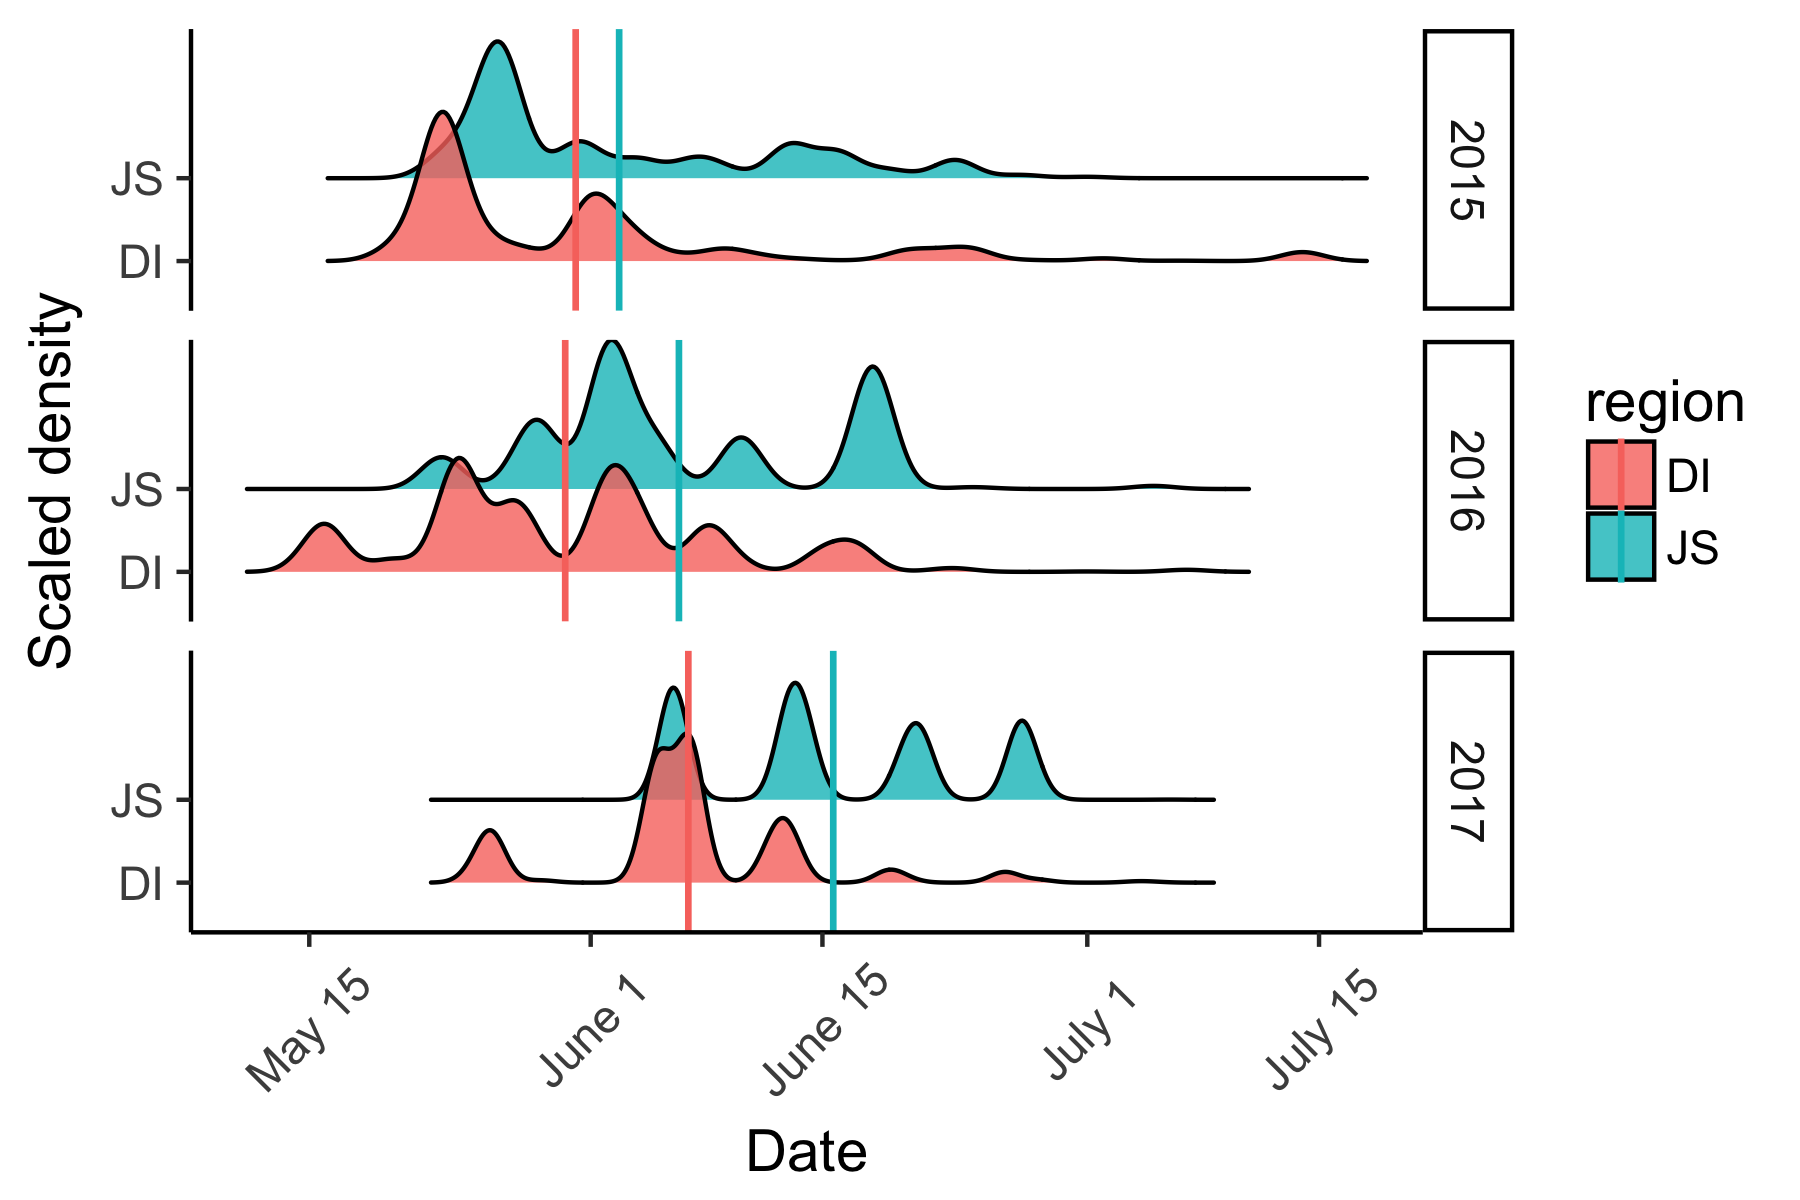 Scaled density
JS
DI
2015
JS
DI
2016
JS
DI
2017
May 15
June 1
June 15
July 1
July 15
Date
region
DI
JS